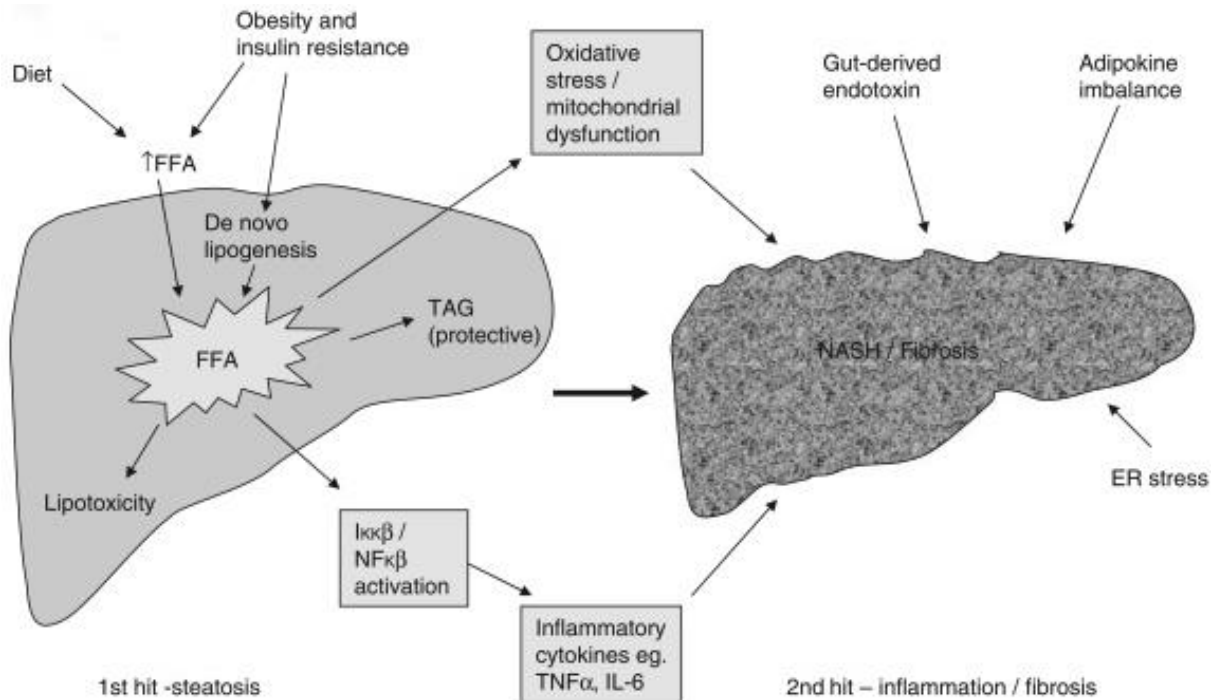 Obesity and
insulin resistance
Diet
↑FFA
De novo
lipogenesis
FFA
TAG
(protective)
Lipotoxicity
Oxidative
stress /
mitochondrial
dysfunction
Iκκβ /
NFκβ
activation
Inflammatory
cytokines eg.
TNFα, IL-6
Gut-derived
endotoxin
Adipokine
imbalance
NASH / Fibrosis
ER stress
1st hit -steatosis
2nd hit – inflammation / fibrosis